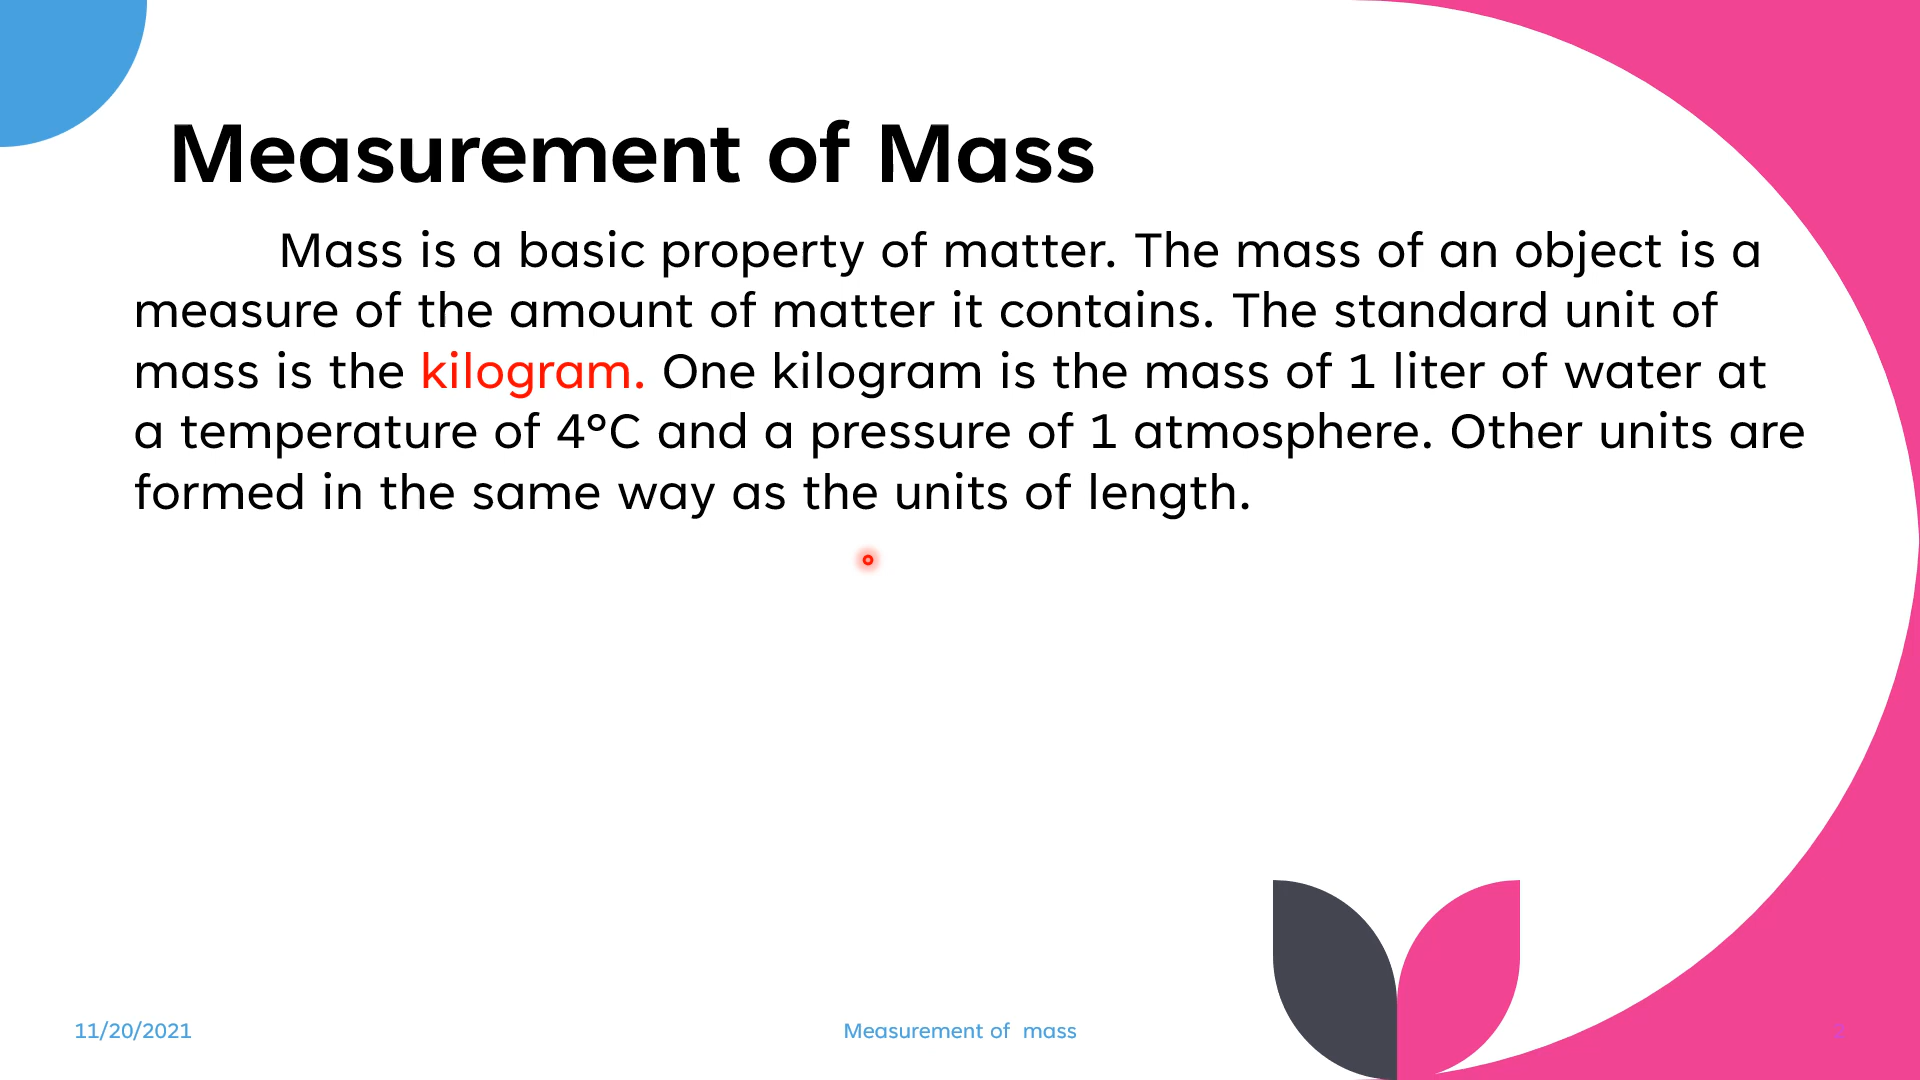 Measurement of Mass
Mass is a basic property of matter. The mass of an object is a
measure of the amount of matter it contains. The standard unit of
mass is the kilogram. One kilogram is the mass of 1 liter of water at
a temperature of 4°C and a pressure of 1 atmosphere. Other units are
formed in the same way as the units of length.
11/20/2021
Measurement of  mass
2